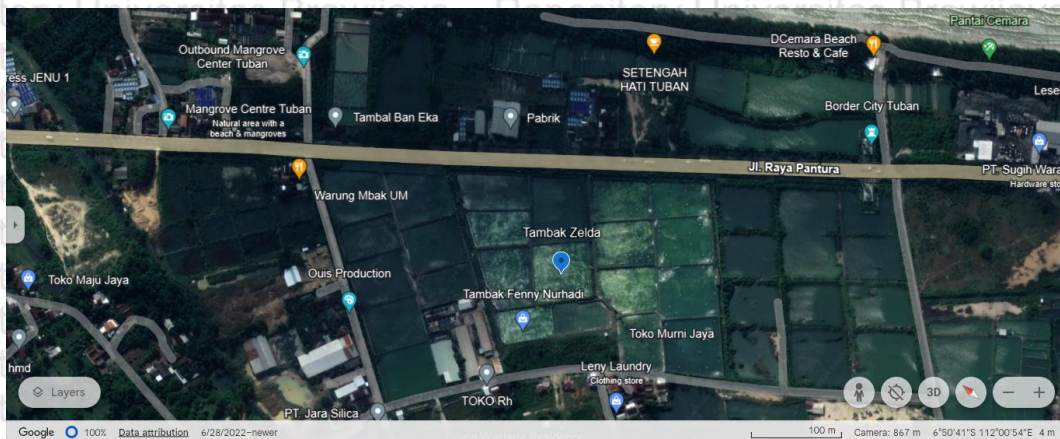 Pantai Cemara
Outbound Mangrove
Center Tuban
DCemara Beach
Resto & Cafe
SETENGAH
HATI TUBAN
ress JENU 1
Lese
Mangrove Centre Tuban
Natural area with a
beach & mangroves
Tambal Ban Eka
Pabrik
Border City Tuban
Jl. Raya Pantura
PT. Sugih Wara
Hardware sto
Warung Mbak UM
Tambak Zelda
Ouis Production
Toko Maju Jaya
Tambak Fenny Nurhadi
Toko Murni Jaya
hmd
Leny Laundry
Clothing store
Layers
TOKO Rh
3D
PT. Jara Silica
Google 100% Data attribution 6/28/2022–newer
100 m Camera: 867 m 6°50'41"S 112°00'54"E 4 m